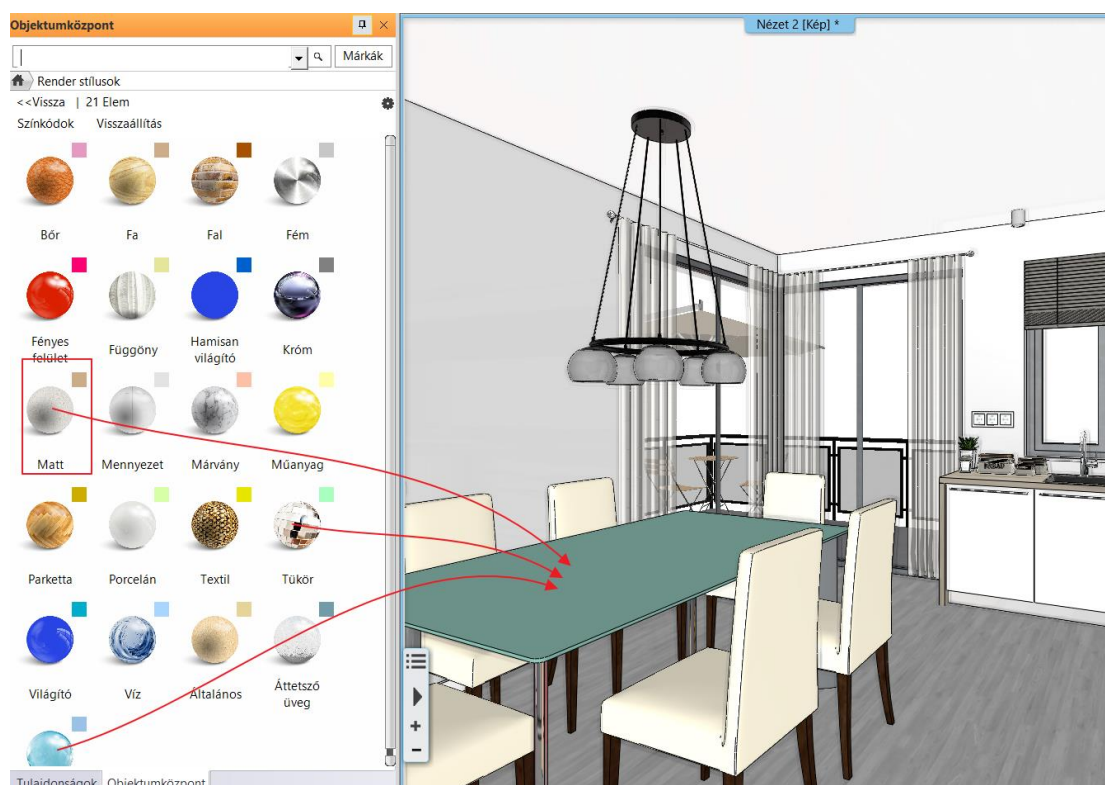 Objektumközpont
Márkák
Render stílusok
<<Vissza | 21 Elem
Színkódok Visszaállítás
Bőr Fa Fal Fém
Fényes felület Függöny Hamisan világító Króm
Matt Mennyezet Márvány Műanyag
Parketta Porcelán Textil Tükör
Világító Víz Általános Áttetsző üveg
Tulajdonságok Objektumközpont
Nézet 2 [Kép] *